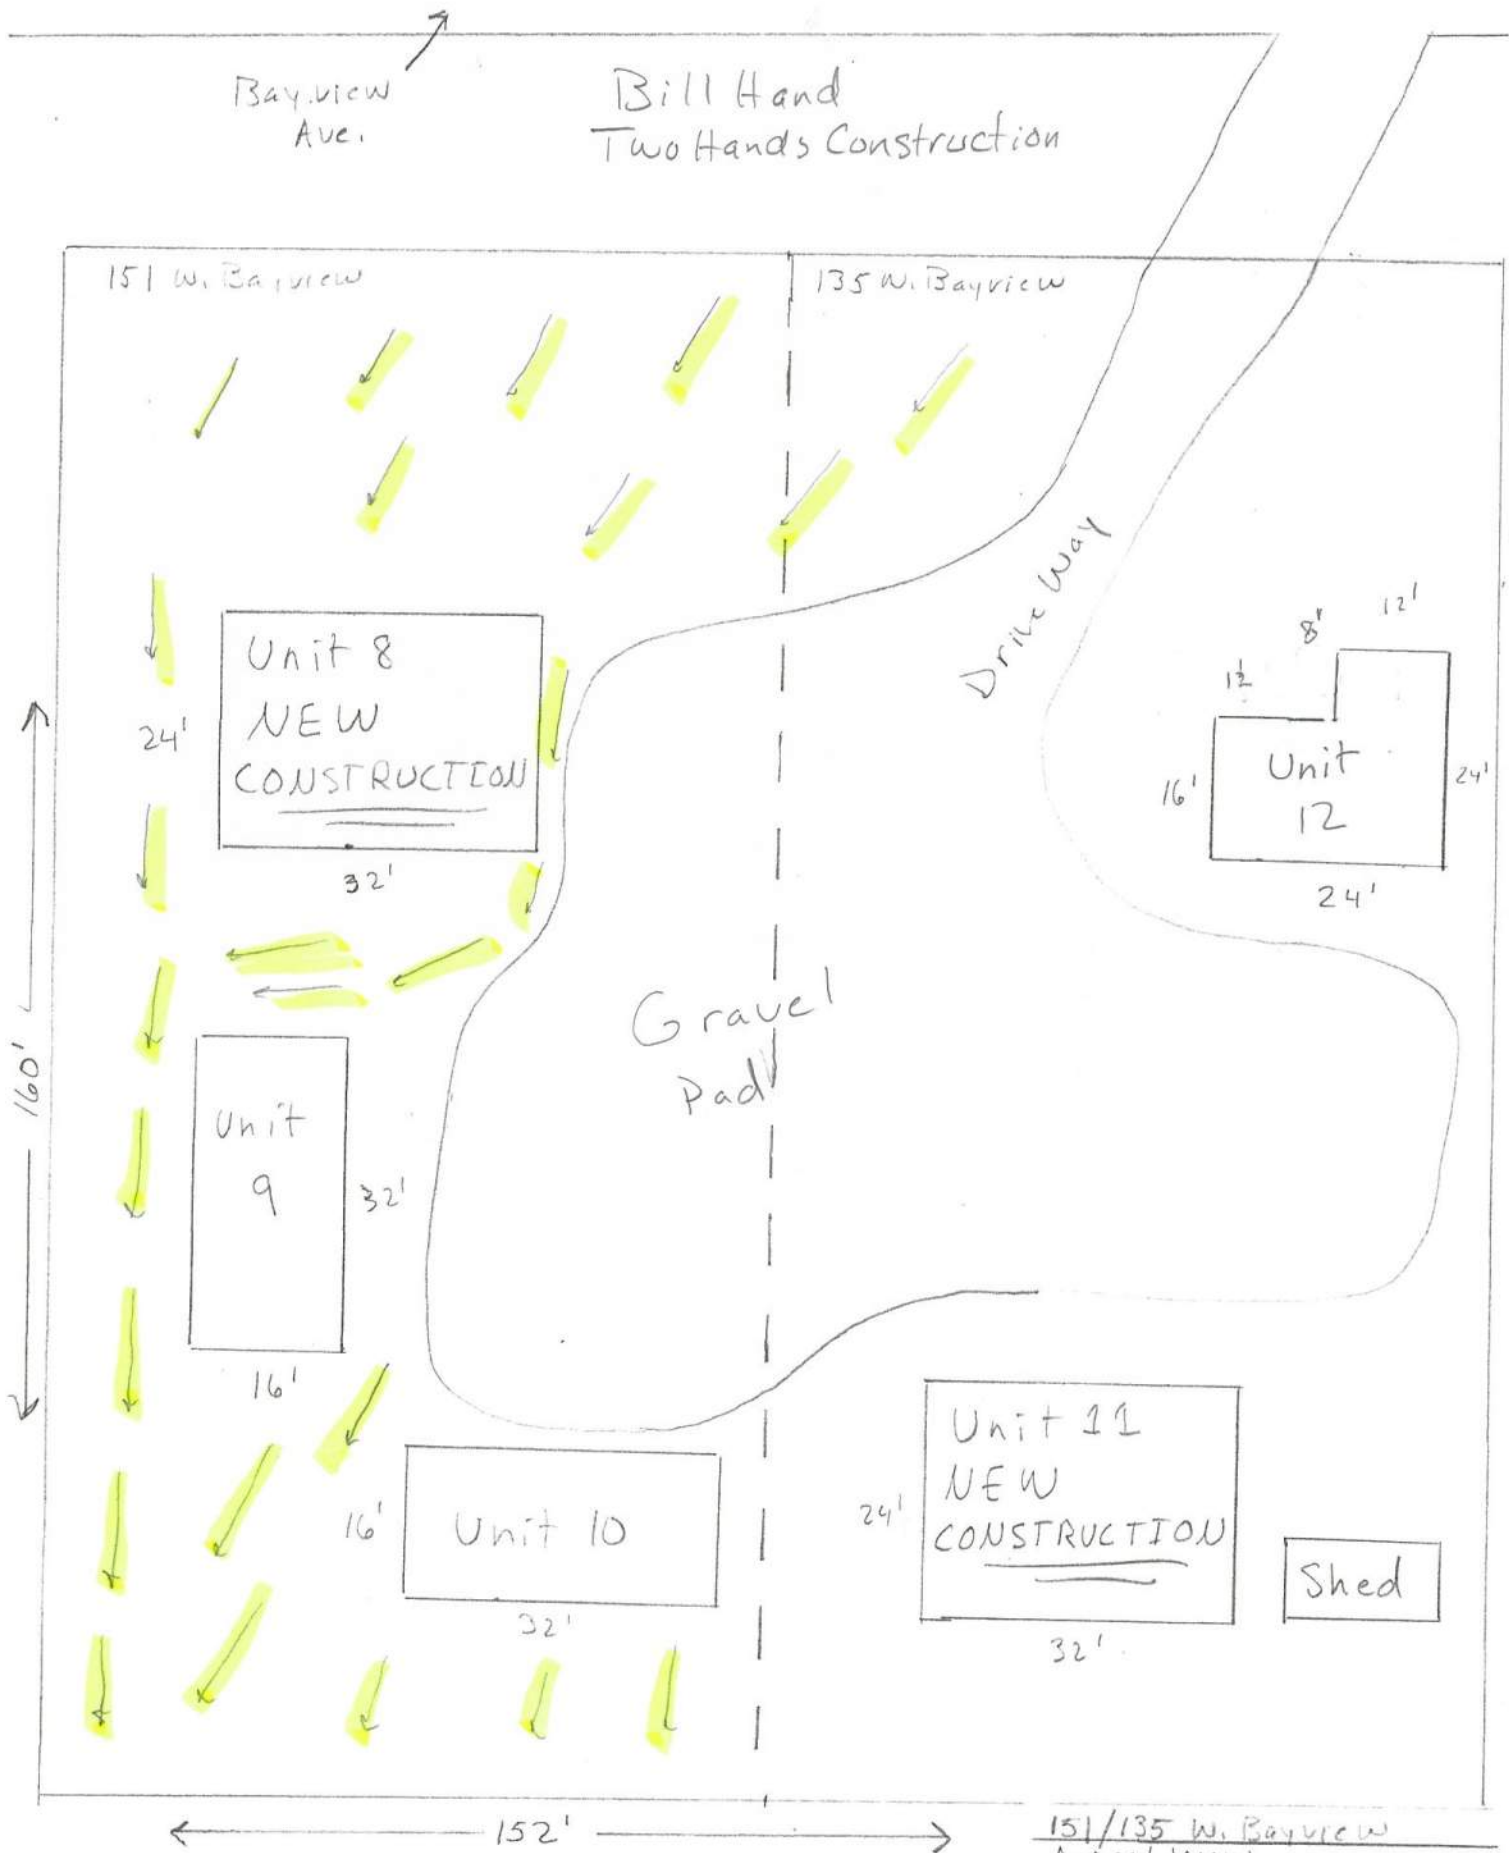 Bayview
Ave.
Bill Hand
Two Hands Construction
151 W. Bayview
135 W. Bayview
Drive Way
12'
8'
12
16'
Unit
12
24'
24'
Unit 8
NEW
CONSTRUCTION
24'
32'
160'
Gravel
Pad
Unit
9
32'
16'
16'
Unit 10
32'
24'
Unit 11
NEW
CONSTRUCTION
32'
Shed
152'
151/135 W. Bayview